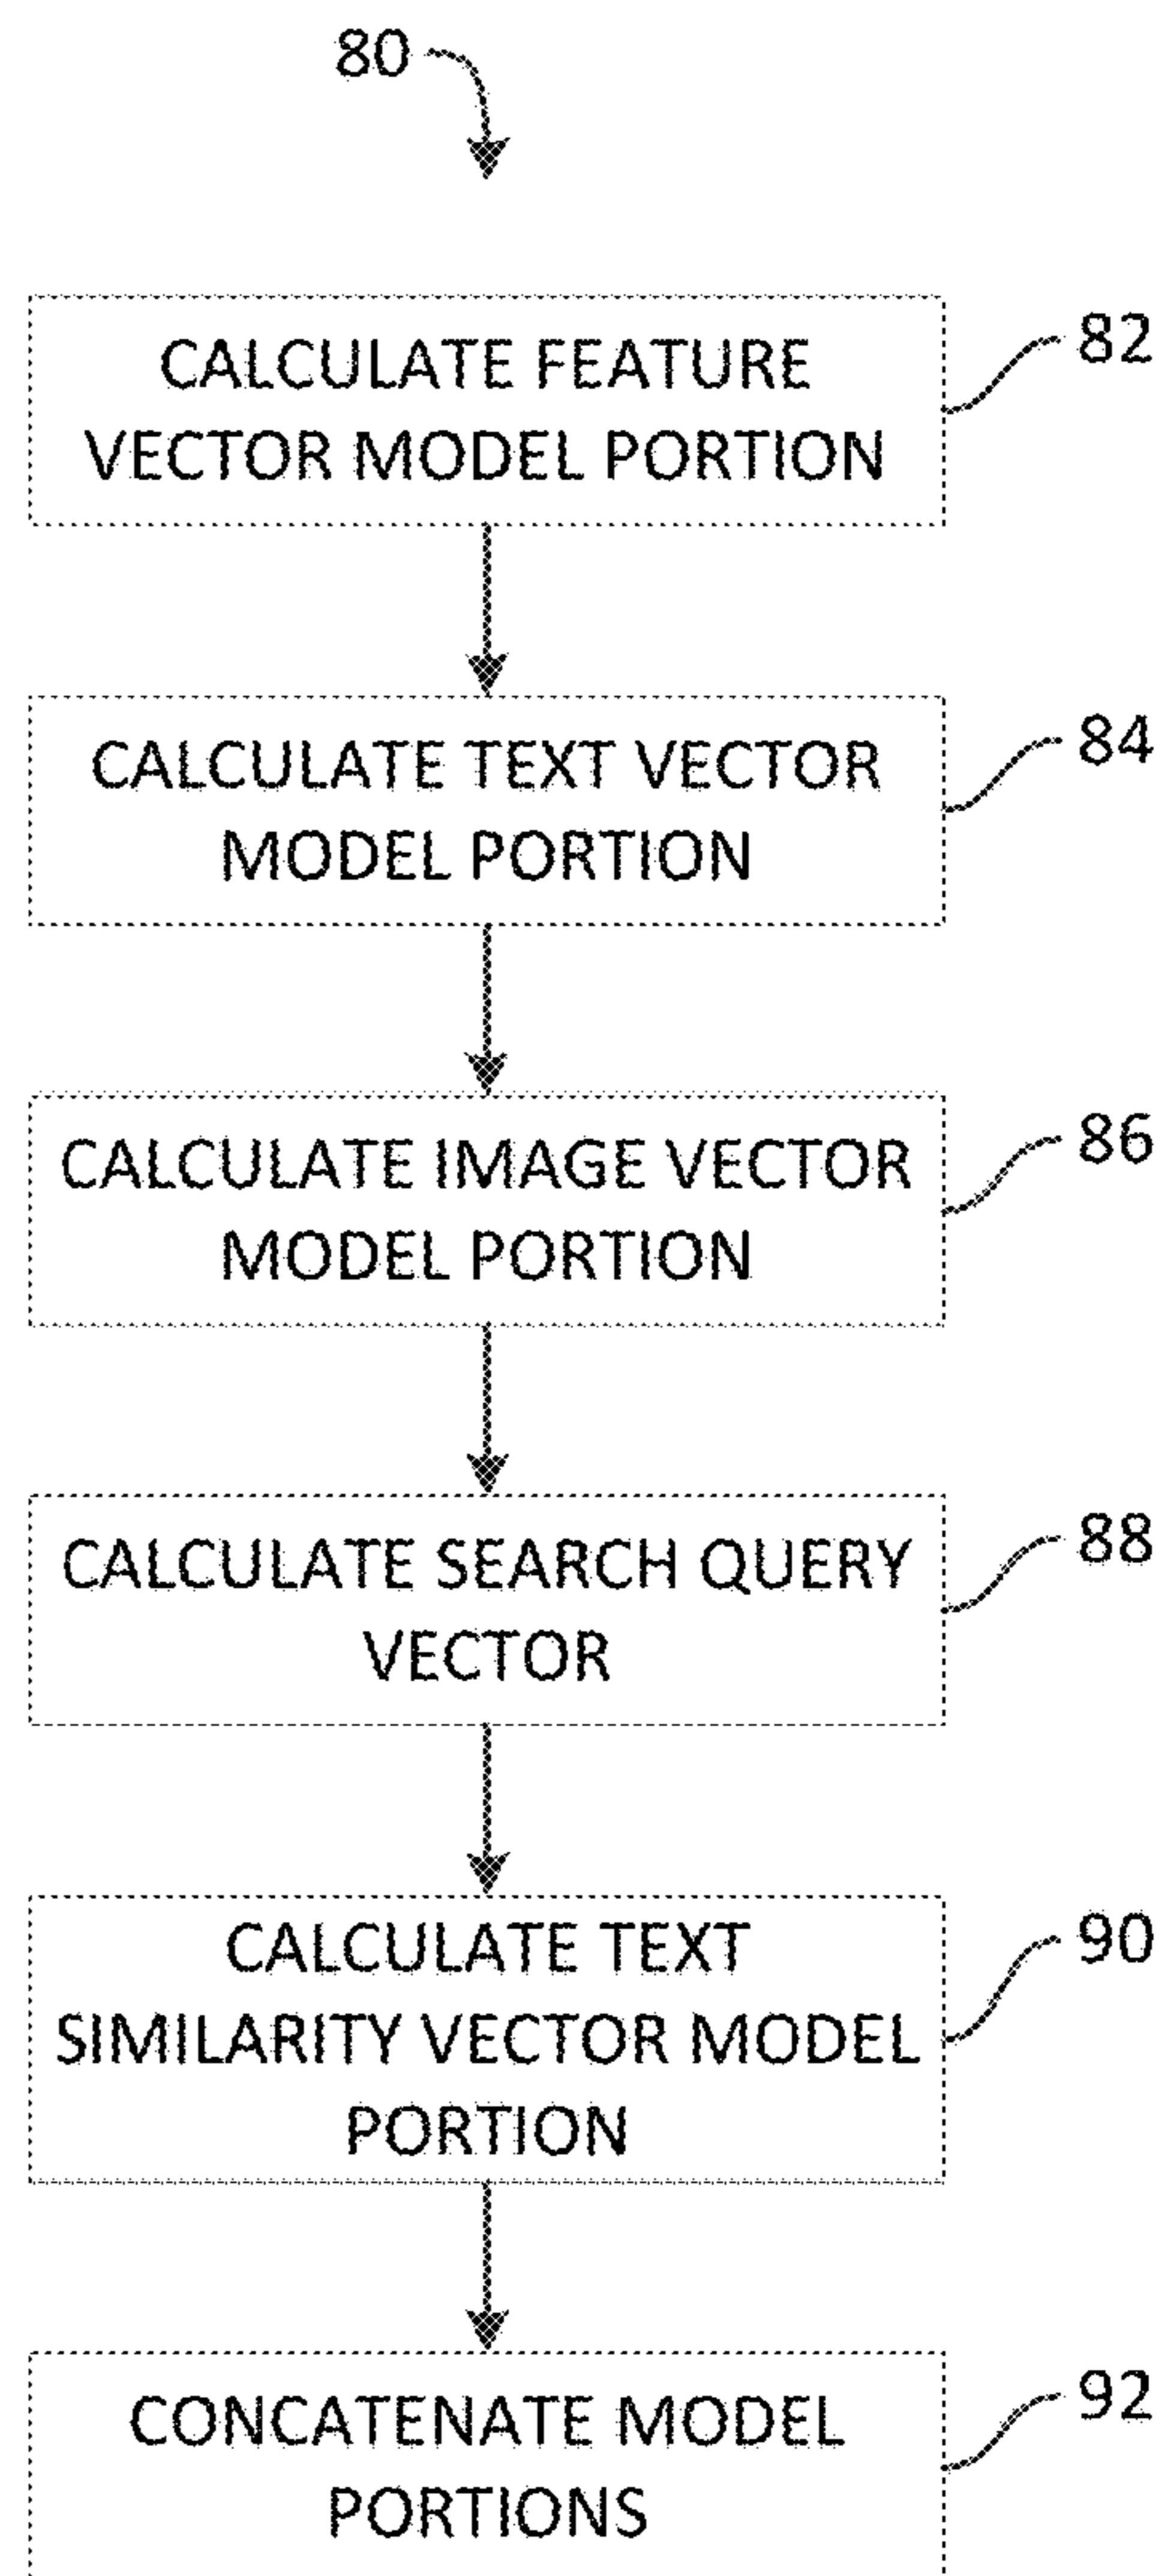 80
CALCULATE FEATURE
VECTOR MODEL PORTION
82
CALCULATE TEXT VECTOR
MODEL PORTION
84
CALCULATE IMAGE VECTOR
MODEL PORTION
86
CALCULATE SEARCH QUERY
VECTOR
88
CALCULATE TEXT
SIMILARITY VECTOR MODEL
PORTION
90
CONCATENATE MODEL
PORTIONS
92